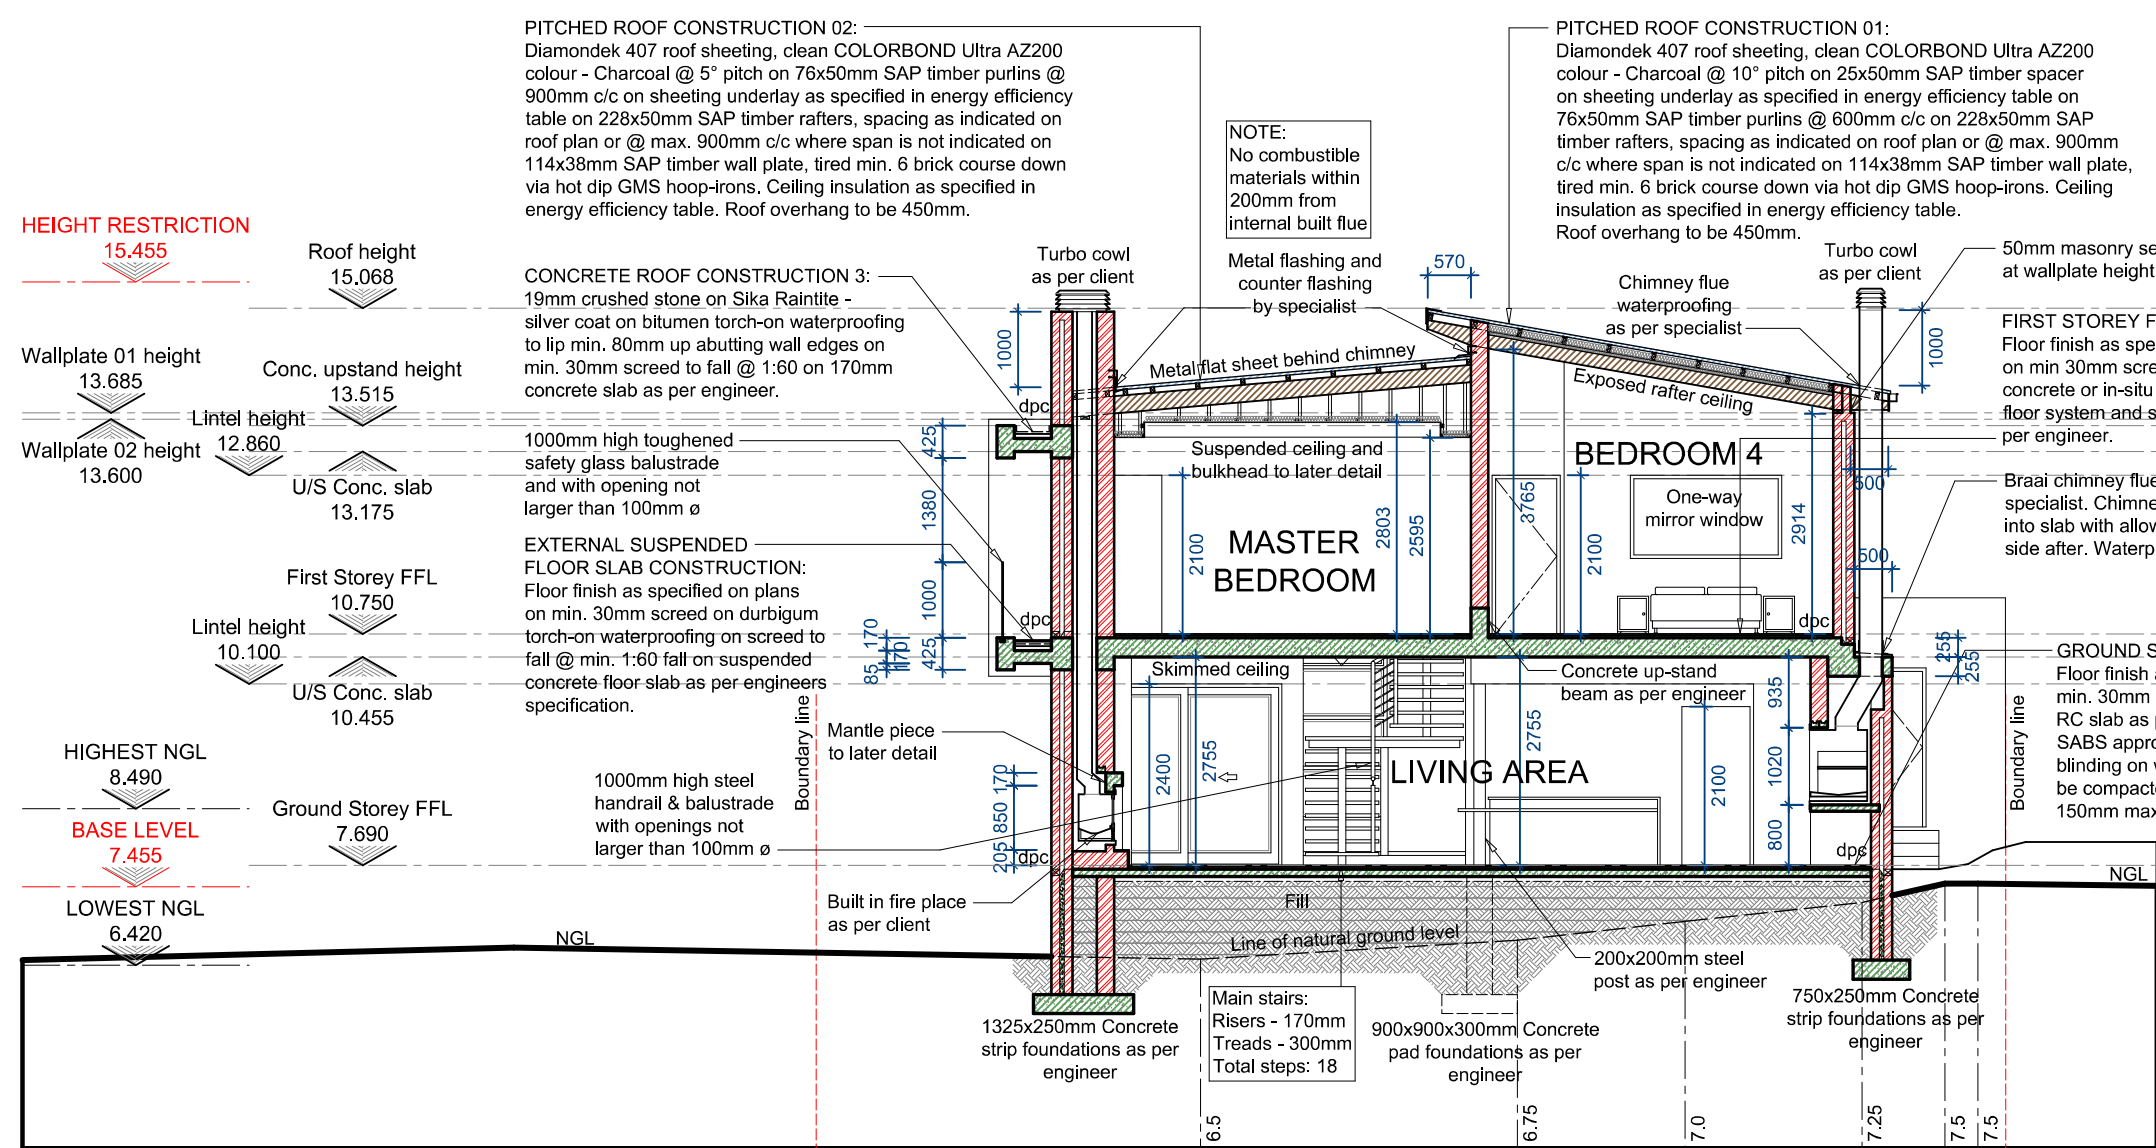 PITCHED ROOF CONSTRUCTION 02:
Diamondek 407 roof sheeting, clean COLORBOND Ultra AZ200
colour - Charcoal @ 5° pitch on 76x50mm SAP timber purlins @
900mm c/c on sheeting underlay as specified in energy efficiency
table on 228x50mm SAP timber rafters, spacing as indicated on
roof plan or @ max. 900mm c/c where span is not indicated on
114x38mm SAP timber wall plate, tired min. 6 brick course down
via hot dip GMS hoop-irons. Ceiling insulation as specified in
energy efficiency table. Roof overhang to be 450mm.
PITCHED ROOF CONSTRUCTION 01:
Diamondek 407 roof sheeting, clean COLORBOND Ultra AZ200
colour - Charcoal @ 10° pitch on 25x50mm SAP timber spacer
on sheeting underlay as specified in energy efficiency table on
76x50mm SAP timber purlins @ 600mm c/c on 228x50mm SAP
timber rafters, spacing as indicated on roof plan or @ max. 900mm
c/c where span is not indicated on 114x38mm SAP timber wall plate,
tired min. 6 brick course down via hot dip GMS hoop-irons. Ceiling
insulation as specified in energy efficiency table.
Roof overhang to be 450mm.
NOTE:
No combustible
materials within
200mm from
internal built flue
HEIGHT RESTRICTION
15.455
Roof height
15.068
Wallplate 01 height
13.685
Conc. upstand height
13.515
Lintel height
12.860
Wallplate 02 height
13.600
U/S Conc. slab
13.175
First Storey FFL
10.750
Lintel height
10.100
U/S Conc. slab
10.455
HIGHEST NGL
8.490
Ground Storey FFL
7.690
BASE LEVEL
7.455
LOWEST NGL
6.420
CONCRETE ROOF CONSTRUCTION 3:
19mm crushed stone on Sika Raintite -
silver coat on bitumen torch-on waterproofing
to lip min. 80mm up abutting wall edges on
min. 30mm screed to fall @ 1:60 on 170mm
concrete slab as per engineer.
1000mm high toughened
safety glass balustrade
and with opening not
larger than 100mm ø
EXTERNAL SUSPENDED
FLOOR SLAB CONSTRUCTION:
Floor finish as specified on plans
on min. 30mm screed on durbigum
torch-on waterproofing on screed to
fall @ min. 1:60 fall on suspended
concrete floor slab as per engineers
specification.
Mantle piece
to later detail
1000mm high steel
handrail & balustrade
with openings not
larger than 100mm ø
Built in fire place
as per client
Boundary line
Turbo cowl
as per client
Metal flashing and
counter flashing
by specialist
Chimney flue
waterproofing
as per specialist
Turbo cowl
as per client
50mm masonry se
at wallplate height
FIRST STOREY F
Floor finish as spe
on min 30mm scre
concrete or in-situ
floor system and s
per engineer.
Braai chimney flue
specialist. Chimne
into slab with allow
side after. Waterp
GROUND S
Floor finish a
min. 30mm
RC slab as p
SABS appro
blinding on v
be compacte
150mm max
Boundary line
570
1000
1000
Metal flat sheet behind chimney
Exposed rafter ceiling
dpc
425
1380
1000
425
170
170
85
dpc
Suspended ceiling and
bulkhead to later detail
MASTER
BEDROOM
2100
2803
2595
3765
BEDROOM 4
One-way
mirror window
2100
2914
500
500
dpc
255
255
Skimmed ceiling
Concrete up-stand
beam as per engineer
LIVING AREA
2400
2755
2755
2100
935
1020
800
170
850
205
dpc
dpc
NGL
NGL
Fill
Line of natural ground level
200x200mm steel
post as per engineer
Main stairs:
Risers - 170mm
Treads - 300mm
Total steps: 18
1325x250mm Concrete
strip foundations as per
engineer
900x900x300mm Concrete
pad foundations as per
engineer
750x250mm Concrete
strip foundations as per
engineer
6.5
6.75
7.0
7.25
7.5
7.5